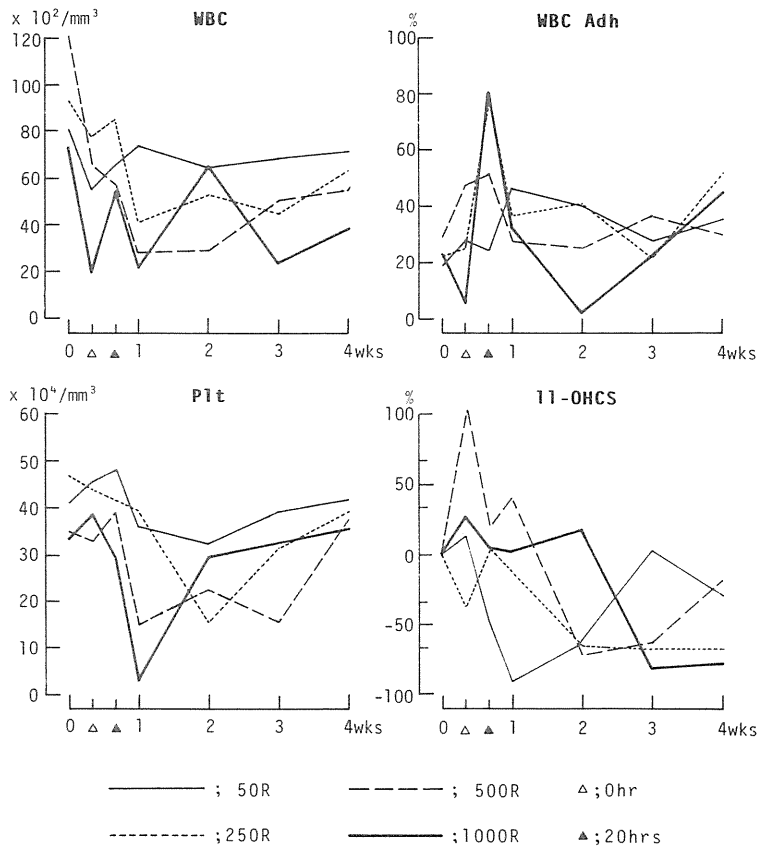 x 10²/mm³ WBC
120
100
80
60
40
20
0
0 △ ▲ 1 2 3 4wks
% WBC Adh
100
80
60
40
20
0
0 △ ▲ 1 2 3 4wks
x 10⁴/mm³ Plt
60
50
40
30
20
10
0
0 △ ▲ 1 2 3 4wks
% 11-OHCS
100
50
0
-50
-100
0 △ ▲ 1 2 3 4wks
; 50R ; 500R △;0hr
;250R ;1000R ▲;20hrs